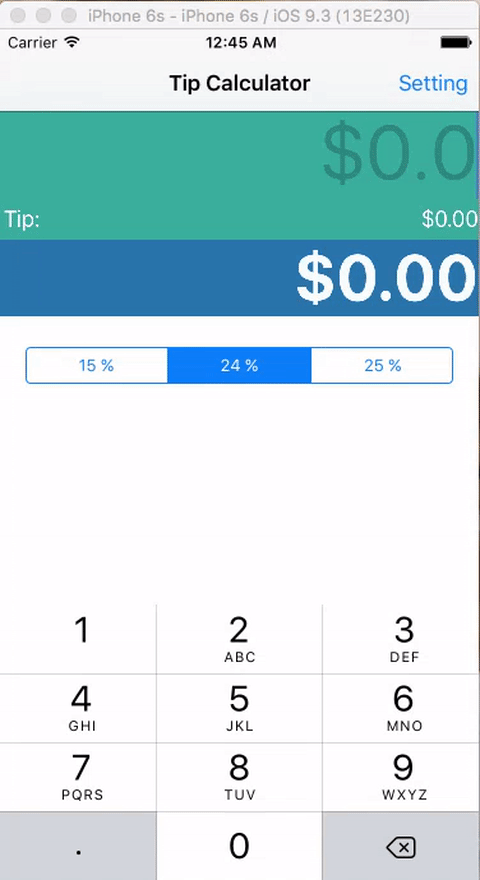 iPhone 6s - iPhone 6s / iOS 9.3 (13E230)
Carrier 12:45 AM
Tip Calculator Setting
$0.0
Tip: $0.00
$0.00
15 % 24 % 25 %
1 2 3
ABC DEF
4 5 6
GHI JKL MNO
7 8 9
PQRS TUV WXYZ
. 0